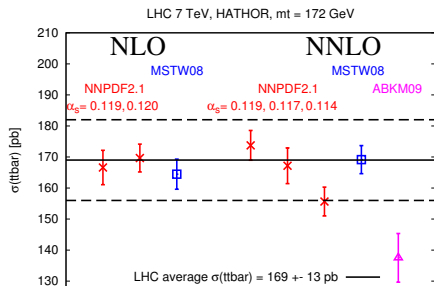 LHC 7 TeV, HATHOR, mt = 172 GeV
NLO NNLO
MSTW08 MSTW08
NNPDF2.1 NNPDF2.1 ABKM09
αs = 0.119, 0.120 αs = 0.119, 0.117, 0.114
σ(ttbar) [pb]
210
200
190
180
170
160
150
140
130
LHC average σ(ttbar) = 169 +- 13 pb